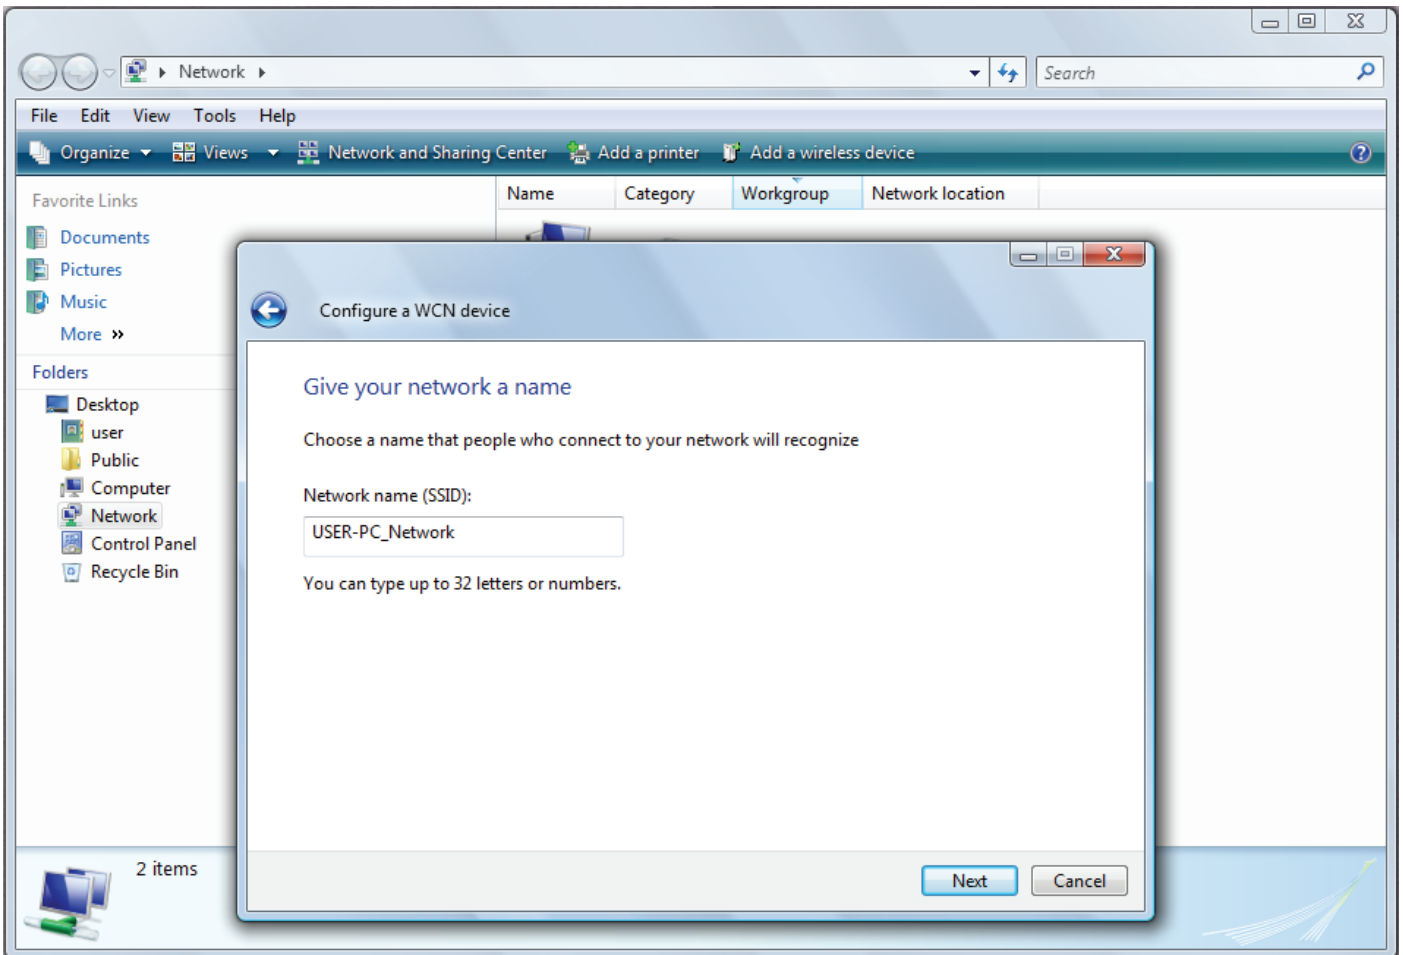 Network
Search
File Edit View Tools Help
Organize Views Network and Sharing Center Add a printer Add a wireless device ?
Favorite Links
Name Category Workgroup Network location
Documents
Pictures
Music
More »
Folders
Desktop
user
Public
Computer
Network
Control Panel
Recycle Bin
Configure a WCN device
Give your network a name
Choose a name that people who connect to your network will recognize
Network name (SSID):
USER-PC_Network
You can type up to 32 letters or numbers.
Next Cancel
2 items